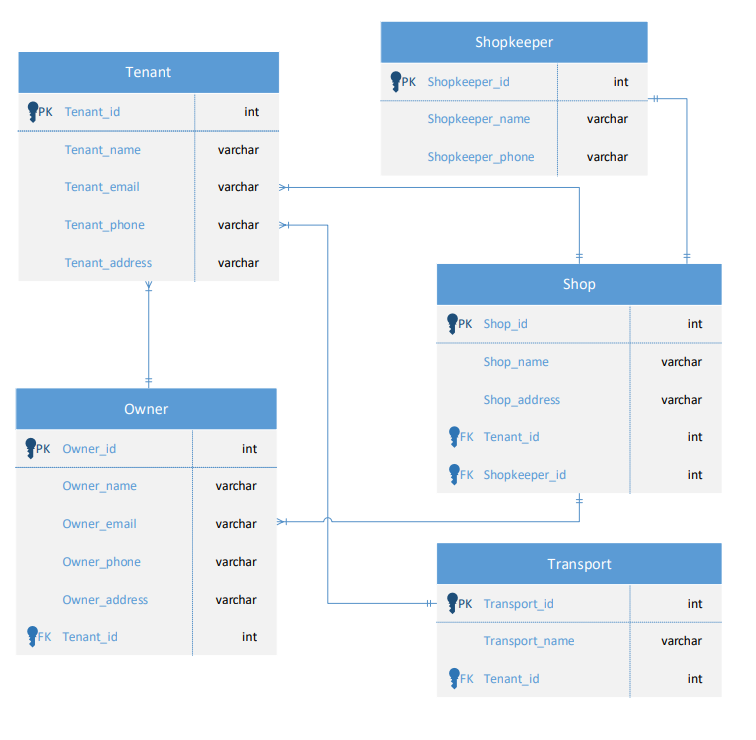 Tenant
PK Tenant_id int
Tenant_name varchar
Tenant_email varchar
Tenant_phone varchar
Tenant_address varchar
Shopkeeper
PK Shopkeeper_id int
Shopkeeper_name varchar
Shopkeeper_phone varchar
Shop
PK Shop_id int
Shop_name varchar
Shop_address varchar
FK Tenant_id int
FK Shopkeeper_id int
Owner
PK Owner_id int
Owner_name varchar
Owner_email varchar
Owner_phone varchar
Owner_address varchar
FK Tenant_id int
Transport
PK Transport_id int
Transport_name varchar
FK Tenant_id int